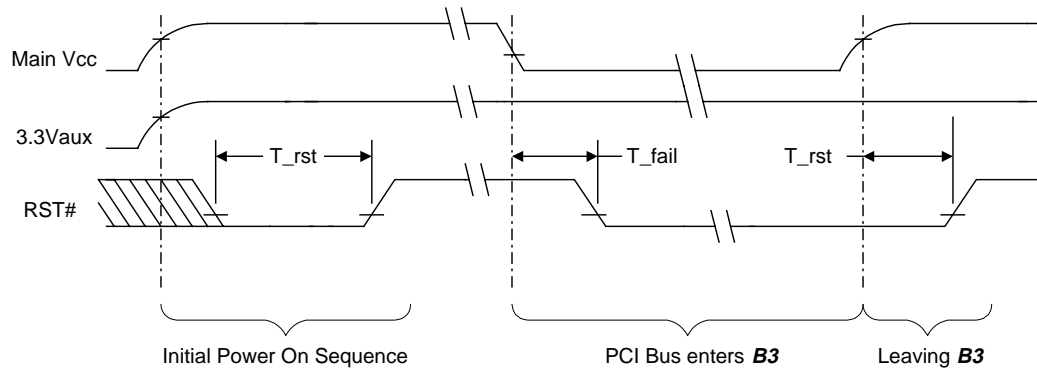 Main Vcc
3.3Vaux
T_rst
T_fail
T_rst
RST#
Initial Power On Sequence
PCI Bus enters B3
Leaving B3